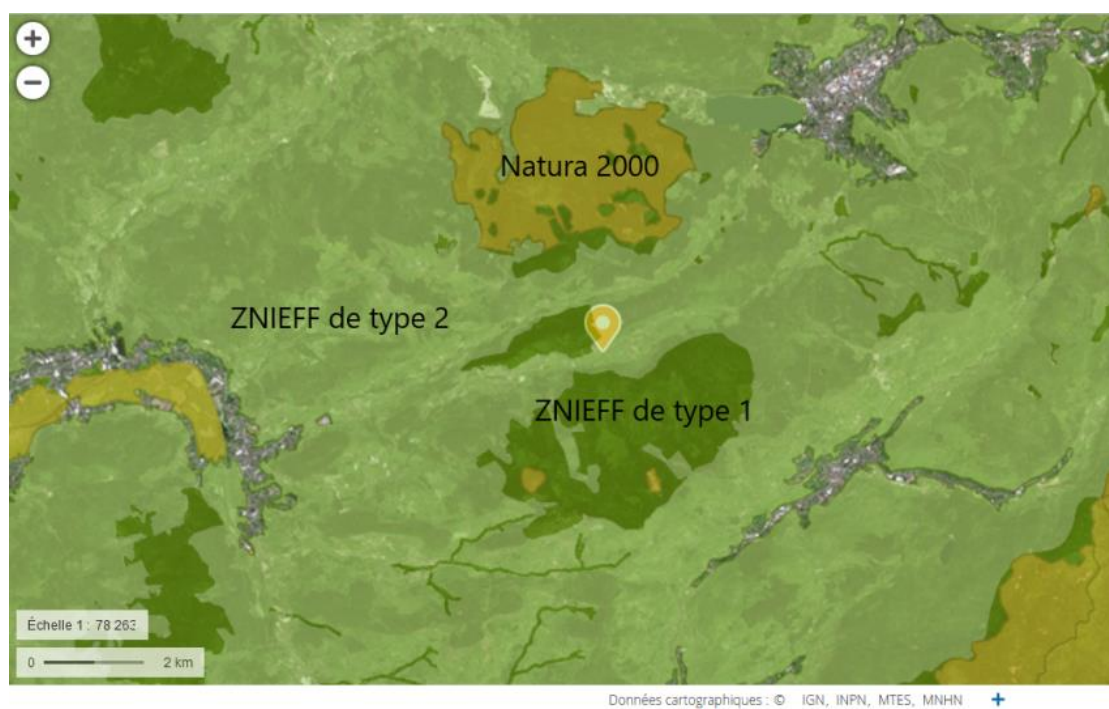 +
−
Natura 2000
ZNIEFF de type 2
ZNIEFF de type 1
Échelle 1 : 78 263
0 2 km
Données cartographiques : © IGN, INPN, MTES, MNHN +